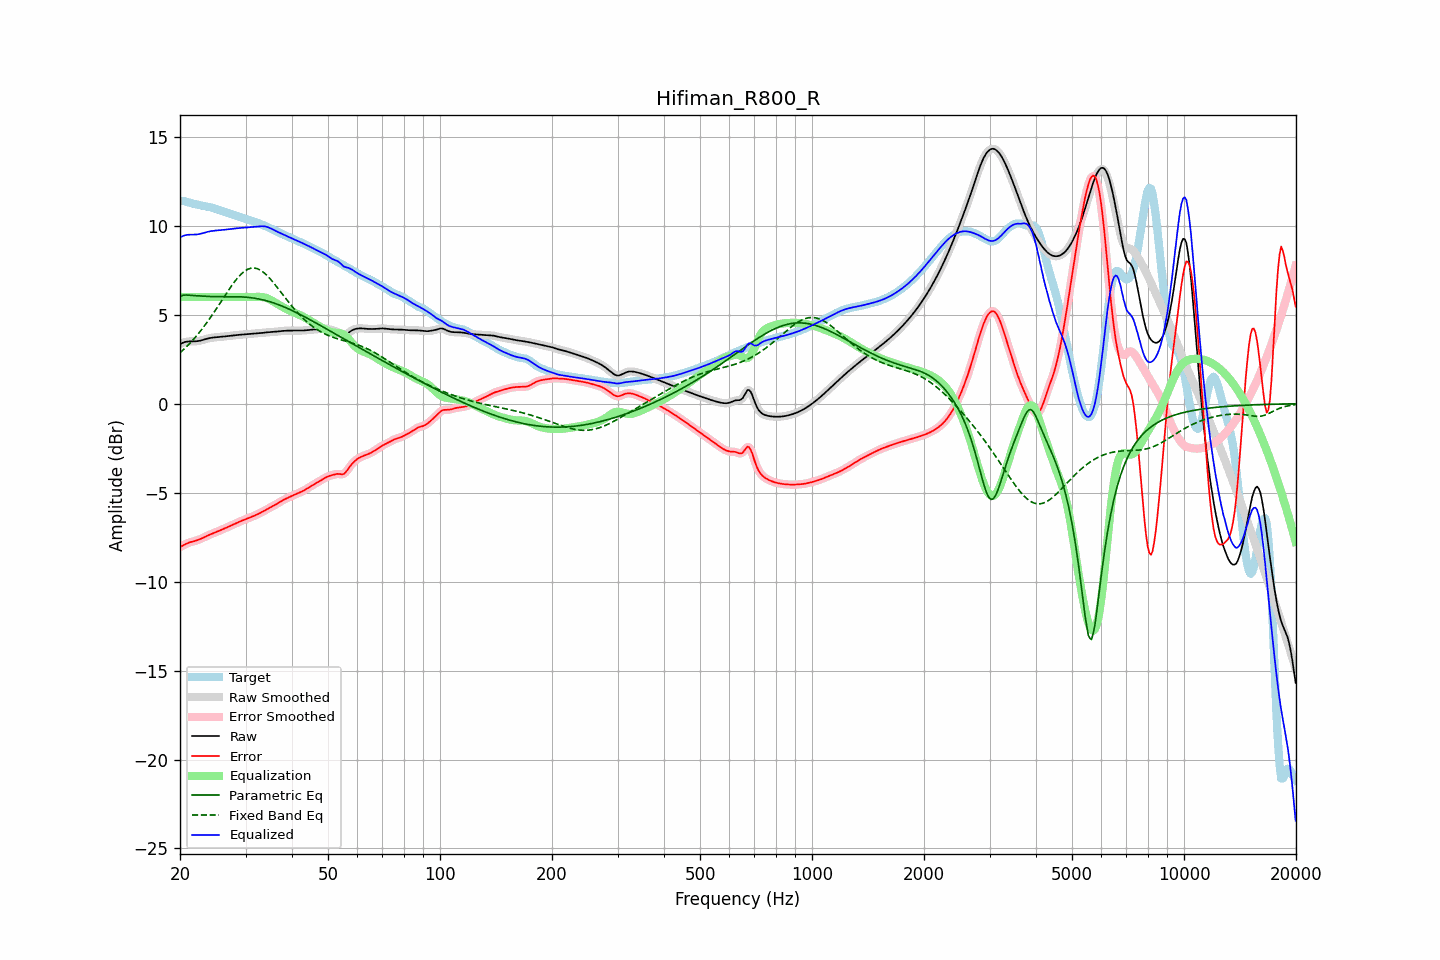 Hifiman_R800_R
15
10
5
0
−5
−10
−15
−20
−25
Amplitude (dBr)
Target
Raw Smoothed
Error Smoothed
Raw
Error
Equalization
Parametric Eq
Fixed Band Eq
Equalized
20 50 100 200 500 1000 2000 5000 10000 20000
Frequency (Hz)